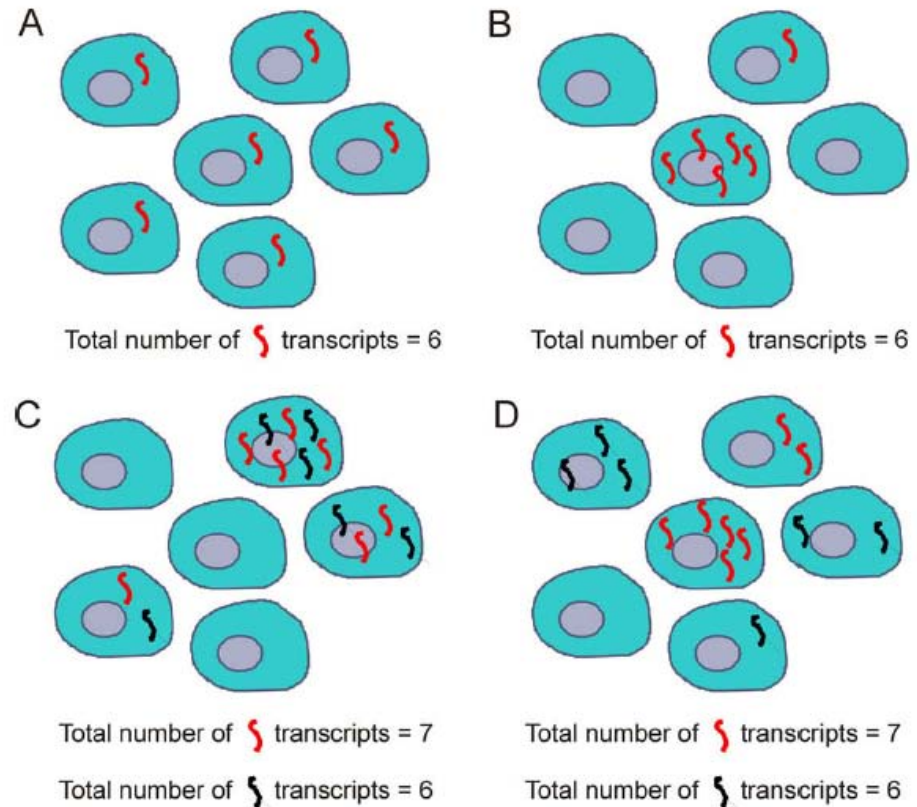 A
B
Total number of transcripts = 6
Total number of transcripts = 6
C
D
Total number of transcripts = 7
Total number of transcripts = 6
Total number of transcripts = 7
Total number of transcripts = 6